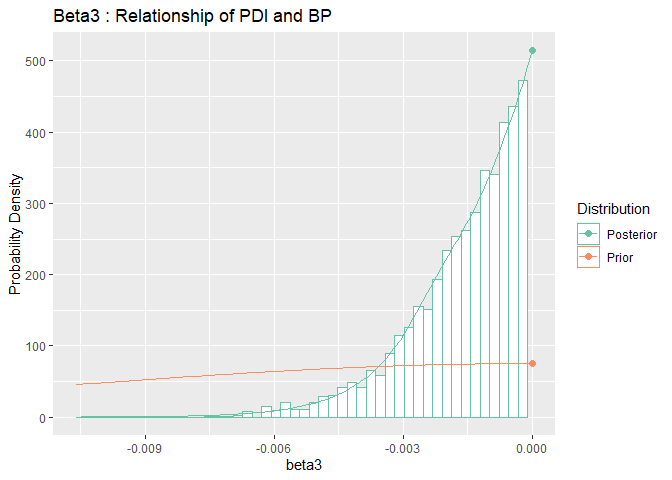 Beta3 : Relationship of PDI and BP
Probability Density
500
400
300
200
100
0
-0.009
-0.006
-0.003
0.000
beta3
Distribution
Posterior
Prior